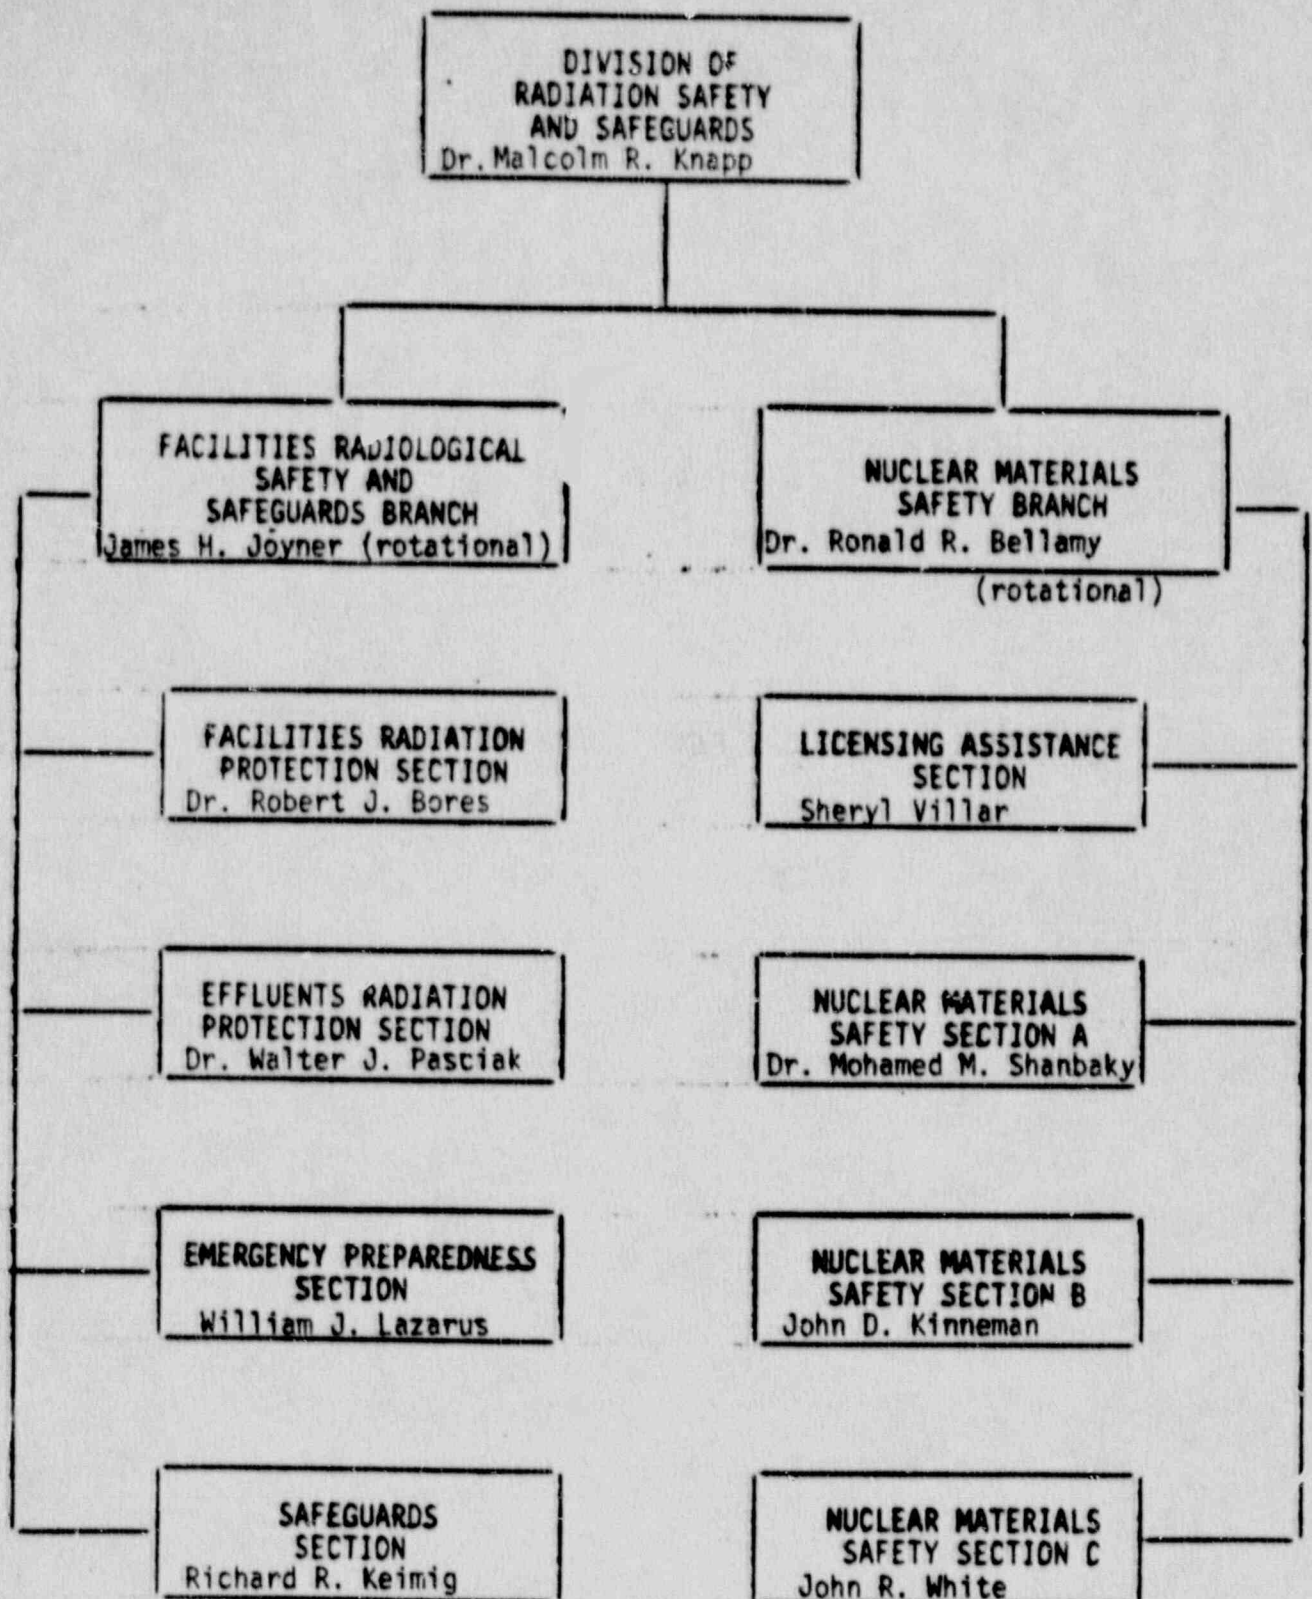 DIVISION OF
RADIATION SAFETY
AND SAFEGUARDS
Dr. Malcolm R. Knapp
FACILITIES RADIOLOGICAL
SAFETY AND
SAFEGUARDS BRANCH
James H. Joyner (rotational)
NUCLEAR MATERIALS
SAFETY BRANCH
Dr. Ronald R. Bellamy
(rotational)
FACILITIES RADIATION
PROTECTION SECTION
Dr. Robert J. Bores
LICENSING ASSISTANCE
SECTION
Sheryl Villar
EFFLUENTS RADIATION
PROTECTION SECTION
Dr. Walter J. Pasciak
NUCLEAR MATERIALS
SAFETY SECTION A
Dr. Mohamed M. Shanbaky
EMERGENCY PREPAREDNESS
SECTION
William J. Lazarus
NUCLEAR MATERIALS
SAFETY SECTION B
John D. Kinneman
SAFEGUARDS
SECTION
Richard R. Keimig
NUCLEAR MATERIALS
SAFETY SECTION C
John R. White